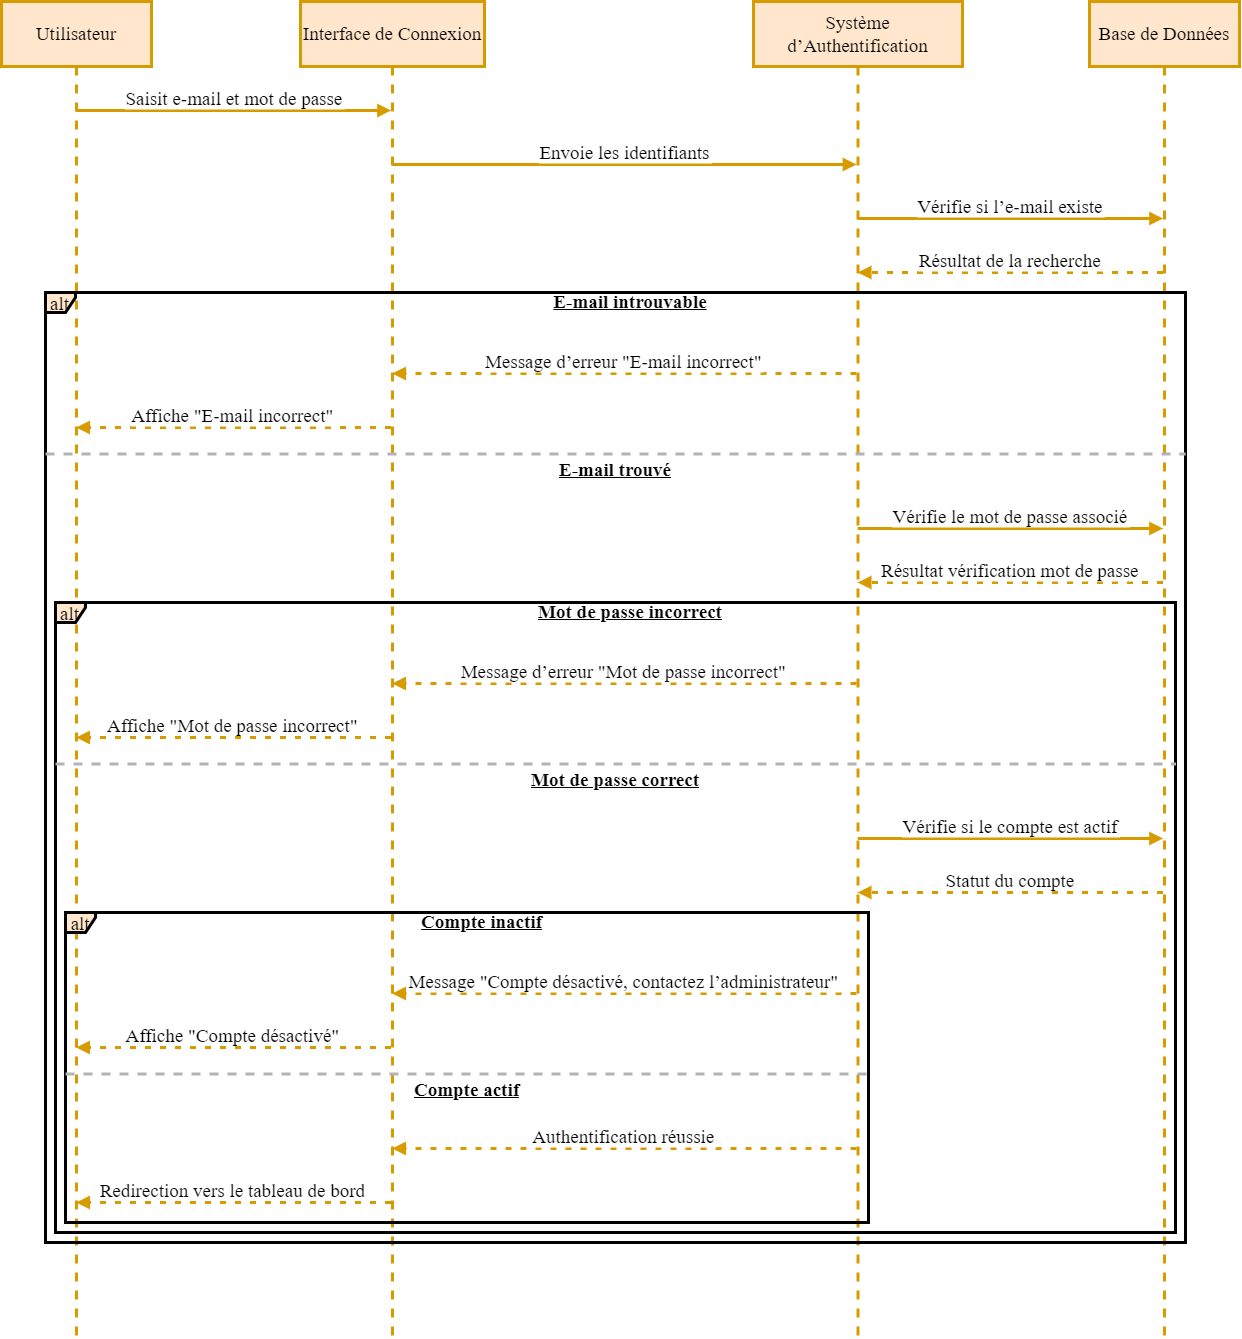 Utilisateur
Interface de Connexion
Système
d’Authentification
Base de Données
Saisit e-mail et mot de passe
Envoie les identifiants
Vérifie si l’e-mail existe
Résultat de la recherche
alt
E-mail introuvable
Message d’erreur "E-mail incorrect"
Affiche "E-mail incorrect"
E-mail trouvé
Vérifie le mot de passe associé
Résultat vérification mot de passe
alt
Mot de passe incorrect
Message d’erreur "Mot de passe incorrect"
Affiche "Mot de passe incorrect"
Mot de passe correct
Vérifie si le compte est actif
Statut du compte
alt
Compte inactif
Message "Compte désactivé, contactez l’administrateur"
Affiche "Compte désactivé"
Compte actif
Authentification réussie
Redirection vers le tableau de bord